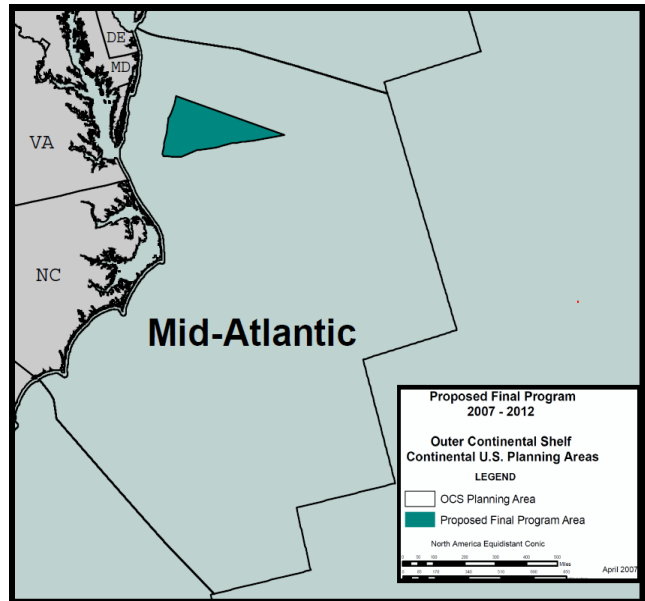 DE
MD
VA
NC
Mid-Atlantic
Proposed Final Program
2007 - 2012
Outer Continental Shelf
Continental U.S. Planning Areas
LEGEND
OCS Planning Area
Proposed Final Program Area
North America Equidistant Conic
Miles
April 2007